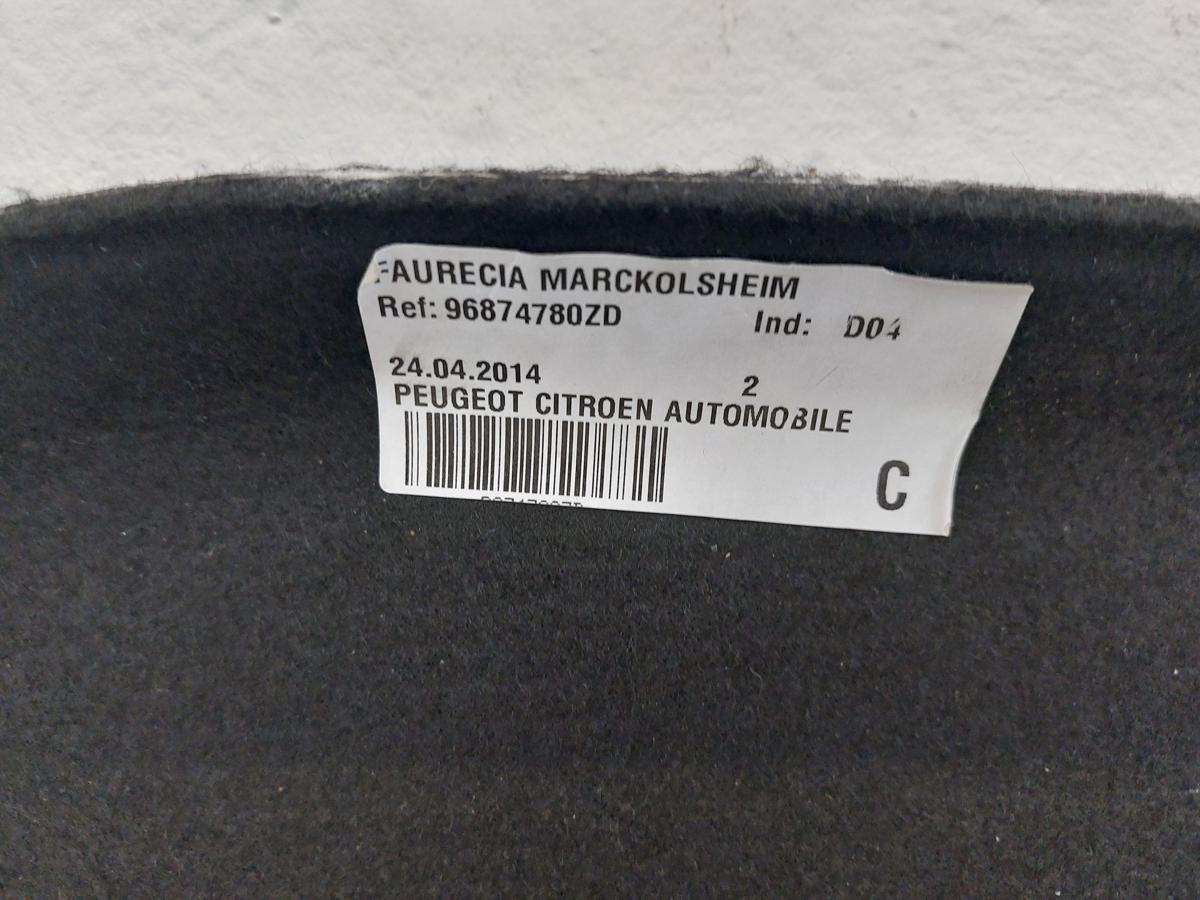 FAURECIA MARCKOLSHEIM
Ref: 96874780ZD Ind: D04
24.04.2014 2
PEUGEOT CITROEN AUTOMOBILE
C